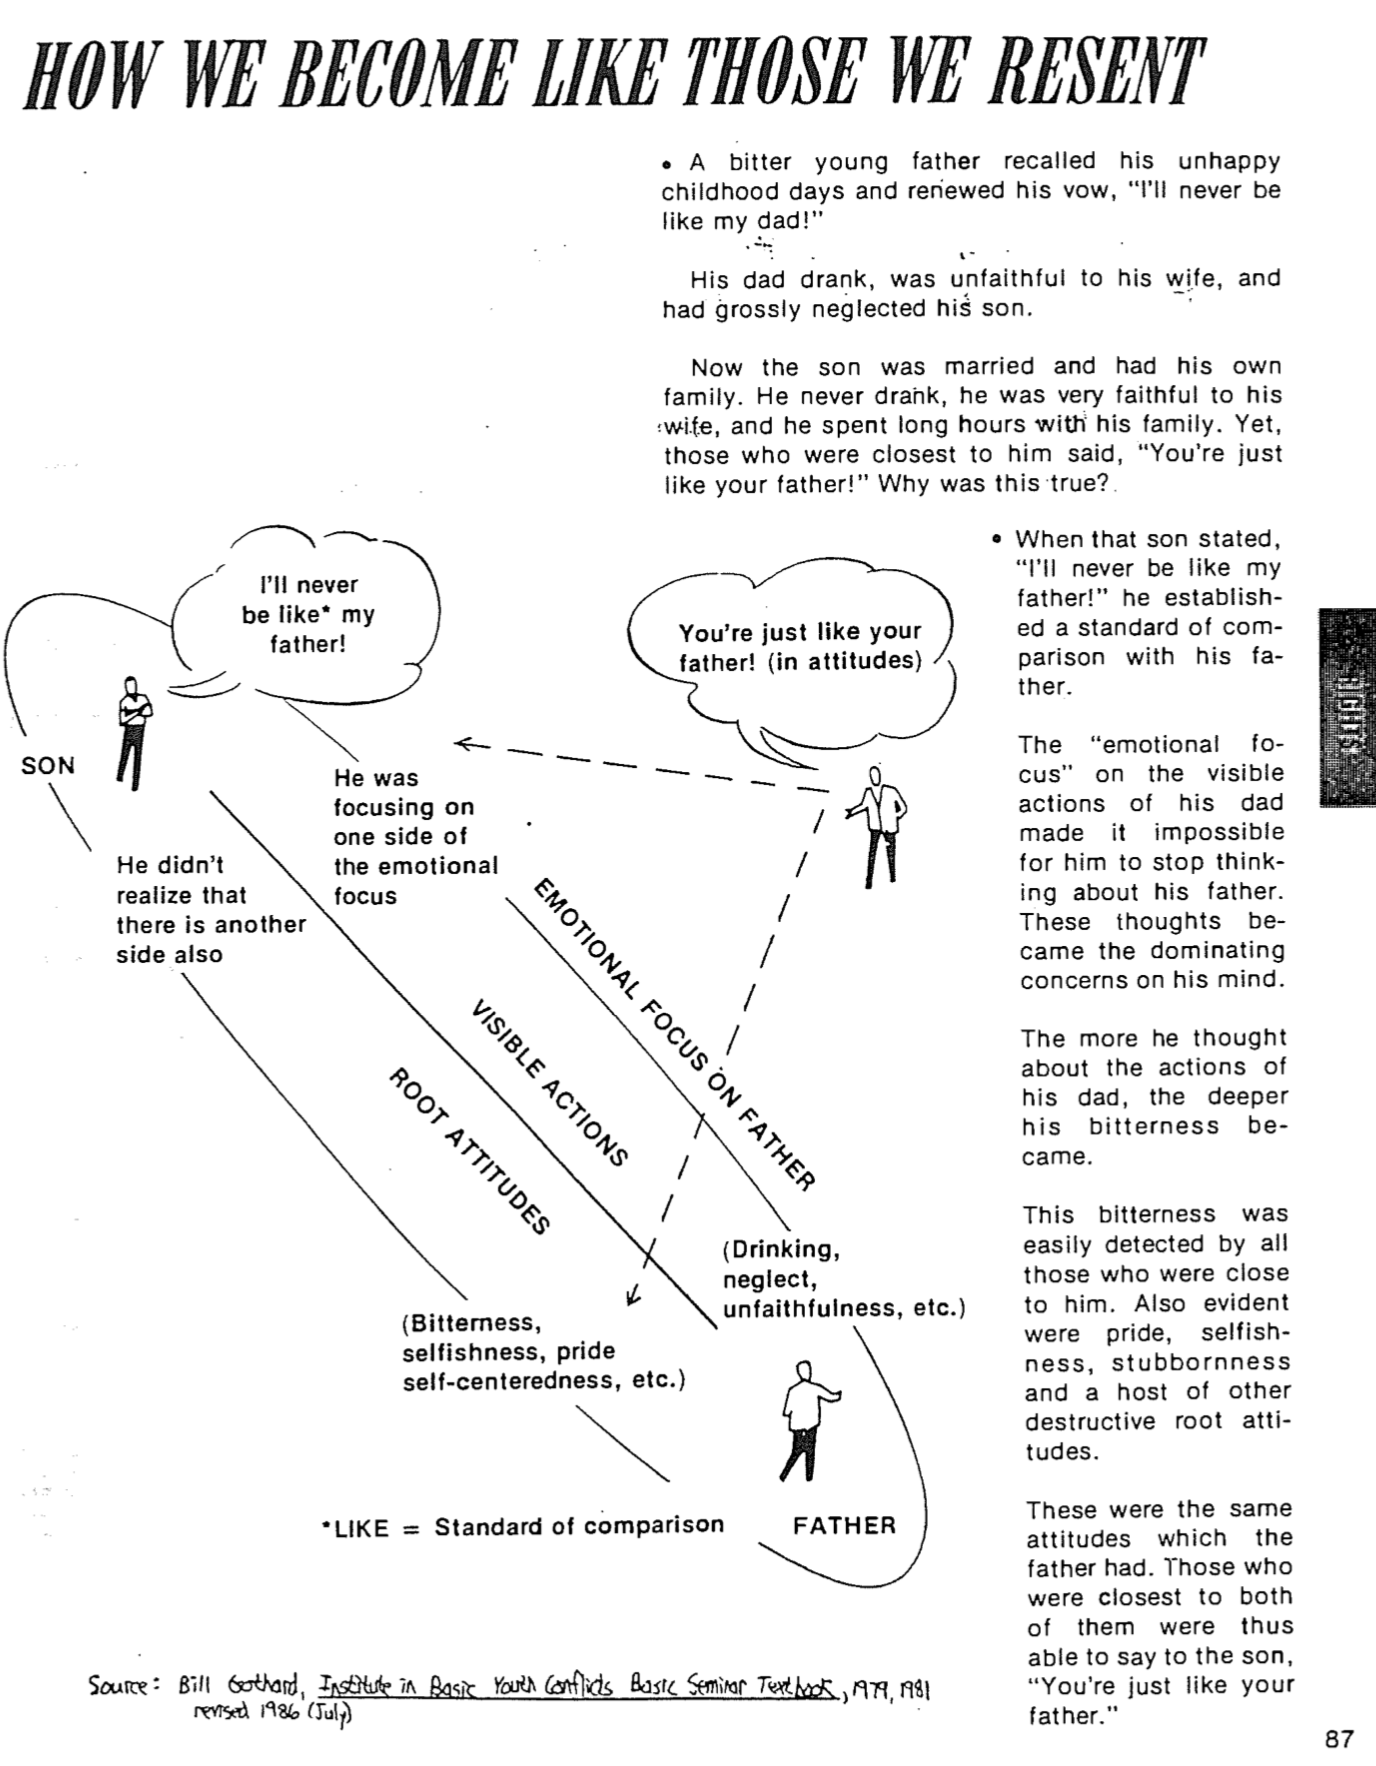 HOW WE BECOME LIKE THOSE WE RESENT
• A bitter young father recalled his unhappy
childhood days and renewed his vow, "I'll never be
like my dad!"
His dad drank, was unfaithful to his wife, and
had grossly neglected his son.
Now the son was married and had his own
family. He never drank, he was very faithful to his
wife, and he spent long hours with his family. Yet,
those who were closest to him said, "You're just
like your father!" Why was this true?
I'll never
be like* my
father!
You're just like your
father! (in attitudes)
SON
He was
focusing on
one side of
the emotional
focus
He didn't
realize that
there is another
side also
EMOTIONAL FOCUS ON FATHER
VISIBLE ACTIONS
ROOT ATTITUDES
(Drinking,
neglect,
unfaithfulness, etc.)
(Bitterness,
selfishness, pride
self-centeredness, etc.)
*LIKE = Standard of comparison
FATHER
• When that son stated,
"I'll never be like my
father!" he establish-
ed a standard of com-
parison with his fa-
ther.
The "emotional fo-
cus" on the visible
actions of his dad
made it impossible
for him to stop think-
ing about his father.
These thoughts be-
came the dominating
concerns on his mind.
The more he thought
about the actions of
his dad, the deeper
his bitterness be-
came.
This bitterness was
easily detected by all
those who were close
to him. Also evident
were pride, selfish-
ness, stubbornness
and a host of other
destructive root atti-
tudes.
These were the same
attitudes which the
father had. Those who
were closest to both
of them were thus
able to say to the son,
"You're just like your
father."
RIGHTS
Source: Bill Gothard, Institute in Basic Youth Conflicts Basic Seminar Textbook, 1979, 1981
revised 1986 (July)
87